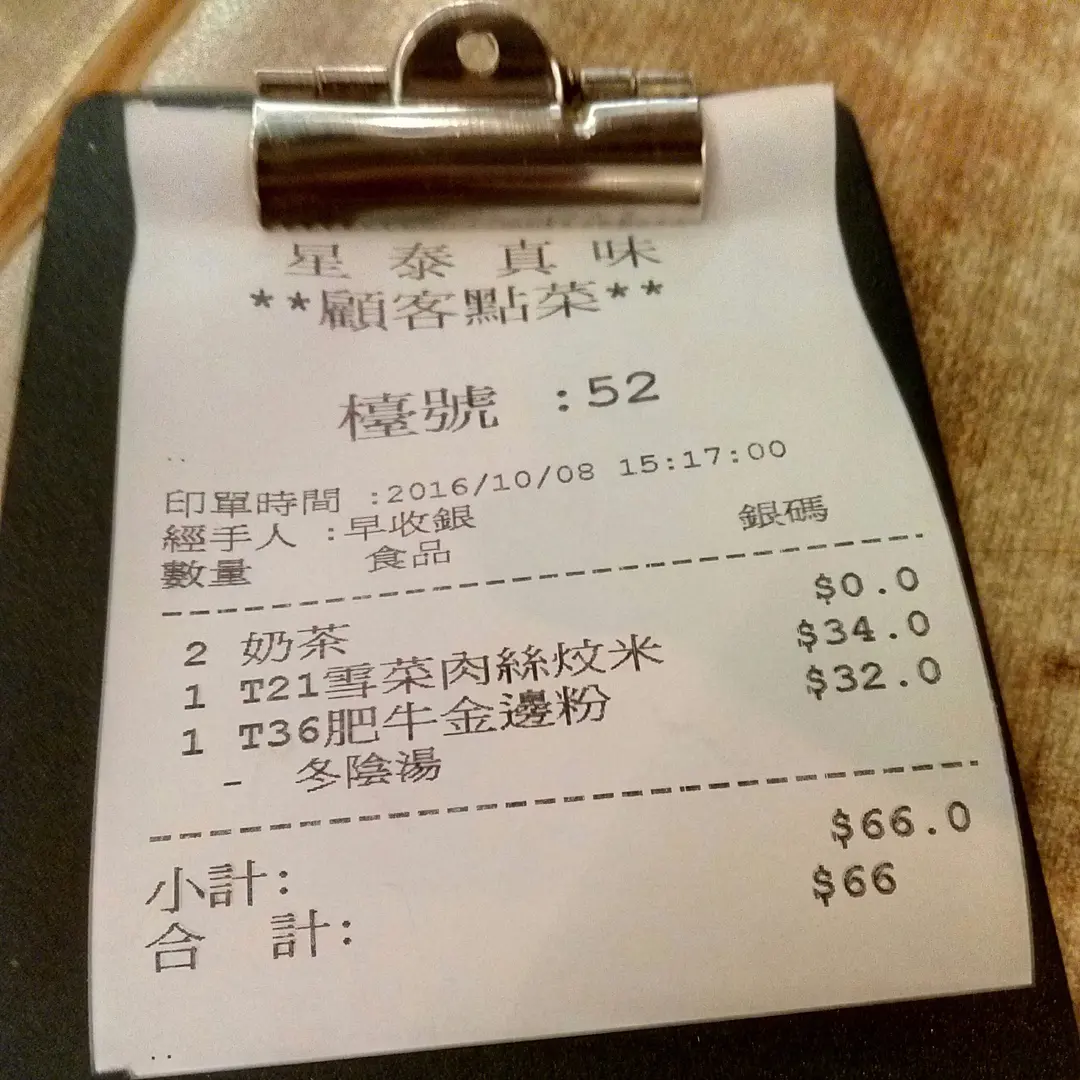 星泰真味
**顧客點菜**
檯號 :52
印單時間 :2016/10/08 15:17:00
經手人 :早收銀
數量 食品 銀碼
2 奶茶 $0.0
1 T21雪菜肉絲炆米 $34.0
1 T36肥牛金邊粉 $32.0
- 冬陰湯
小計: $66.0
合 計: $66